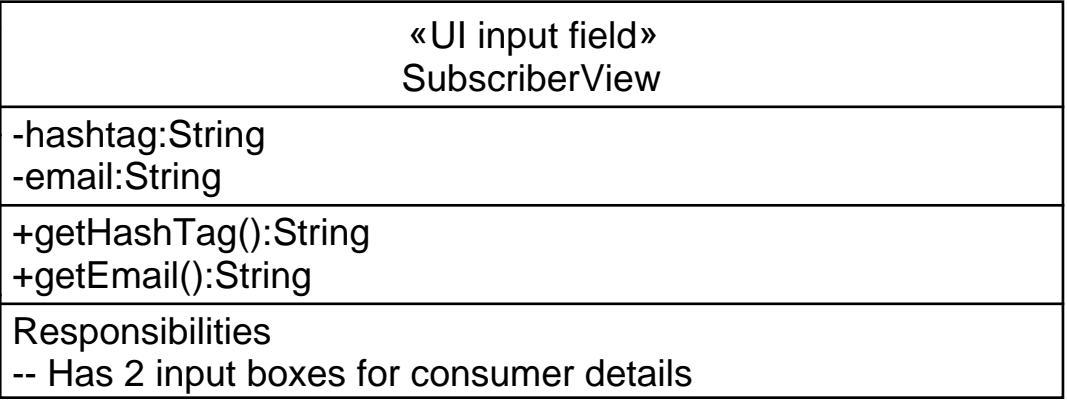 «UI input field»
SubscriberView
-hashtag:String
-email:String
+getHashTag():String
+getEmail():String
Responsibilities
-- Has 2 input boxes for consumer details